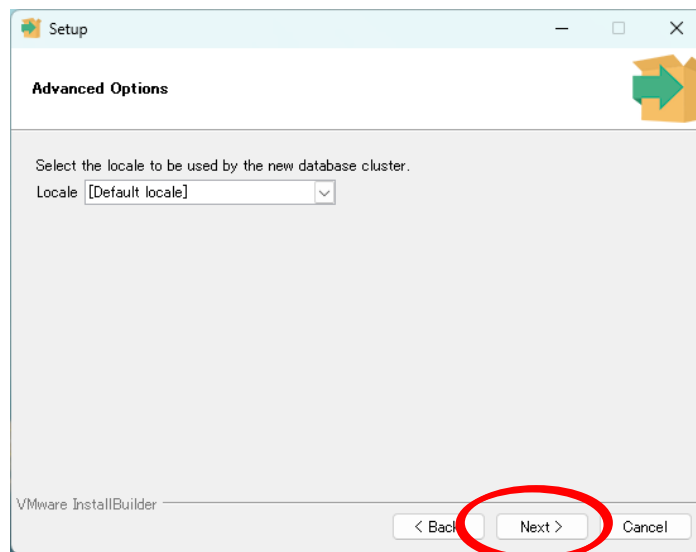 Setup
Advanced Options
Select the locale to be used by the new database cluster.
Locale [Default locale]
VMware InstallBuilder
< Back Next > Cancel